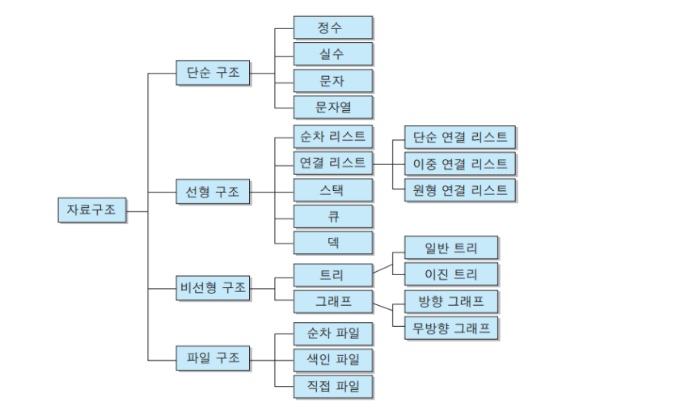 자료구조
단순 구조
정수
실수
문자
문자열
선형 구조
순차 리스트
연결 리스트
단순 연결 리스트
이중 연결 리스트
원형 연결 리스트
스택
큐
덱
비선형 구조
트리
일반 트리
이진 트리
그래프
방향 그래프
무방향 그래프
파일 구조
순차 파일
색인 파일
직접 파일